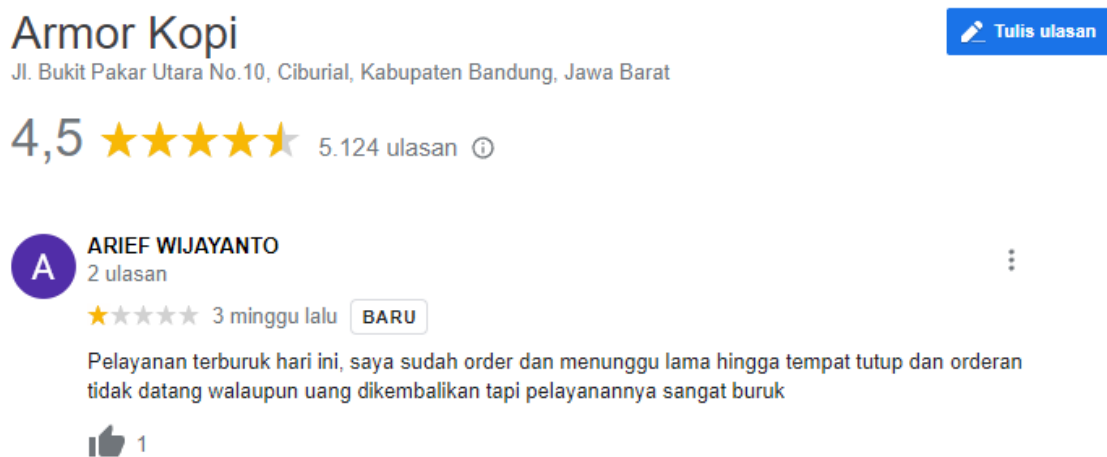 Armor Kopi
Tulis ulasan
Jl. Bukit Pakar Utara No.10, Ciburial, Kabupaten Bandung, Jawa Barat
4,5 5.124 ulasan
A
ARIEF WIJAYANTO
2 ulasan
3 minggu lalu BARU
Pelayanan terburuk hari ini, saya sudah order dan menunggu lama hingga tempat tutup dan orderan
tidak datang walaupun uang dikembalikan tapi pelayanannya sangat buruk
1